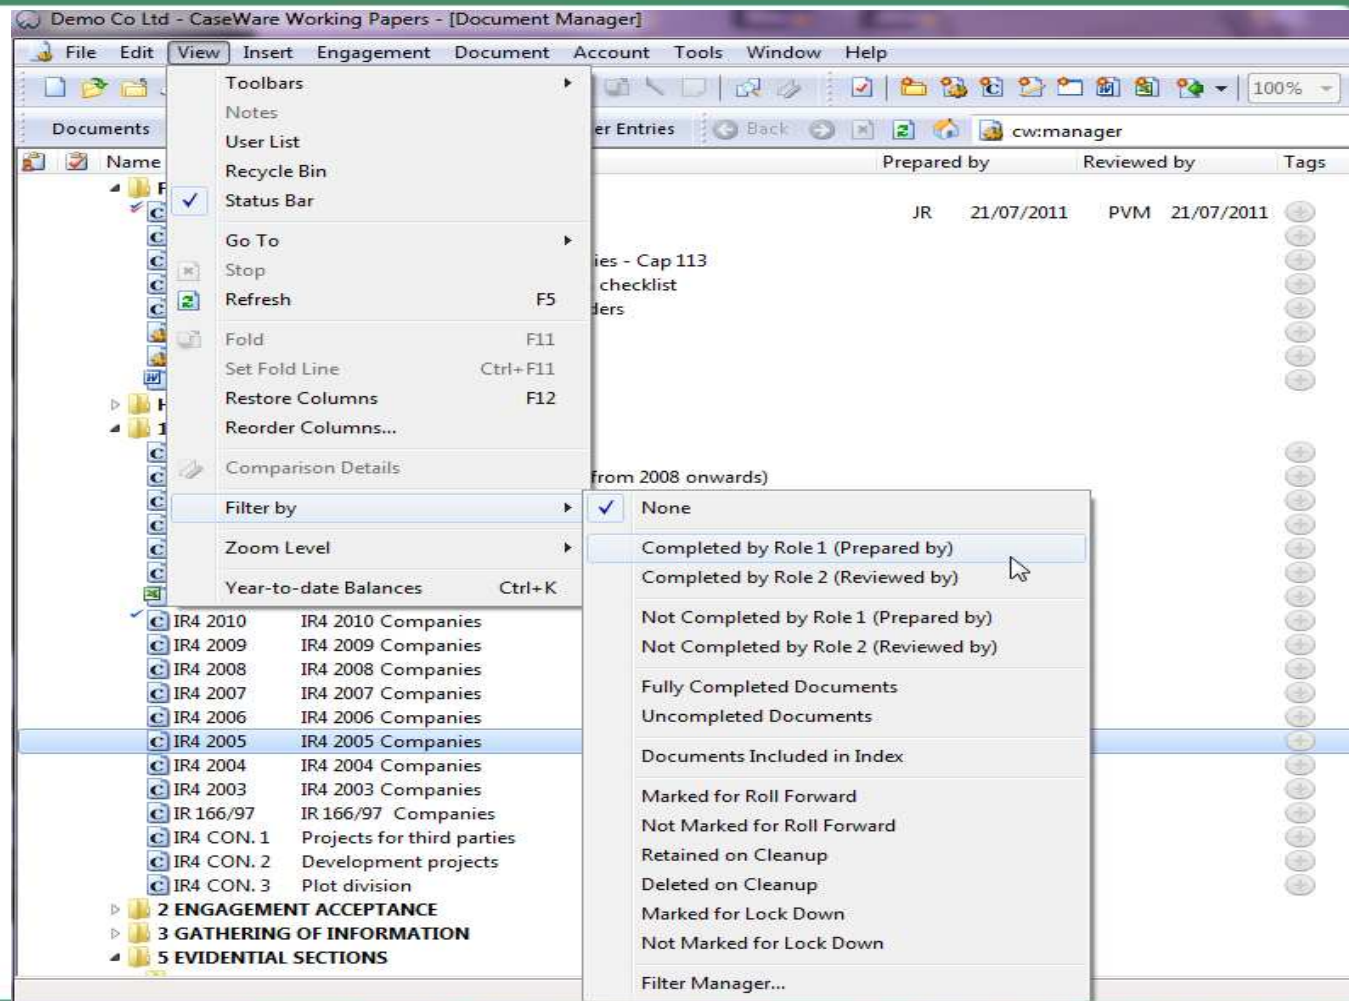 Demo Co Ltd - CaseWare Working Papers - [Document Manager]
File Edit View Insert Engagement Document Account Tools Window Help
100%
Documents er Entries Back cw:manager
Name Prepared by Reviewed by Tags
F
JR 21/07/2011 PVM 21/07/2011
ies - Cap 113
checklist
ders
H
1
from 2008 onwards)
Toolbars
Notes
User List
Recycle Bin
Status Bar
Go To
Stop
Refresh F5
Fold F11
Set Fold Line Ctrl+F11
Restore Columns F12
Reorder Columns...
Comparison Details
Filter by
Zoom Level
Year-to-date Balances Ctrl+K
None
Completed by Role 1 (Prepared by)
Completed by Role 2 (Reviewed by)
Not Completed by Role 1 (Prepared by)
Not Completed by Role 2 (Reviewed by)
Fully Completed Documents
Uncompleted Documents
Documents Included in Index
Marked for Roll Forward
Not Marked for Roll Forward
Retained on Cleanup
Deleted on Cleanup
Marked for Lock Down
Not Marked for Lock Down
Filter Manager...
IR4 2010 IR4 2010 Companies
IR4 2009 IR4 2009 Companies
IR4 2008 IR4 2008 Companies
IR4 2007 IR4 2007 Companies
IR4 2006 IR4 2006 Companies
IR4 2005 IR4 2005 Companies
IR4 2004 IR4 2004 Companies
IR4 2003 IR4 2003 Companies
IR 166/97 IR 166/97 Companies
IR4 CON. 1 Projects for third parties
IR4 CON. 2 Development projects
IR4 CON. 3 Plot division
2 ENGAGEMENT ACCEPTANCE
3 GATHERING OF INFORMATION
5 EVIDENTIAL SECTIONS